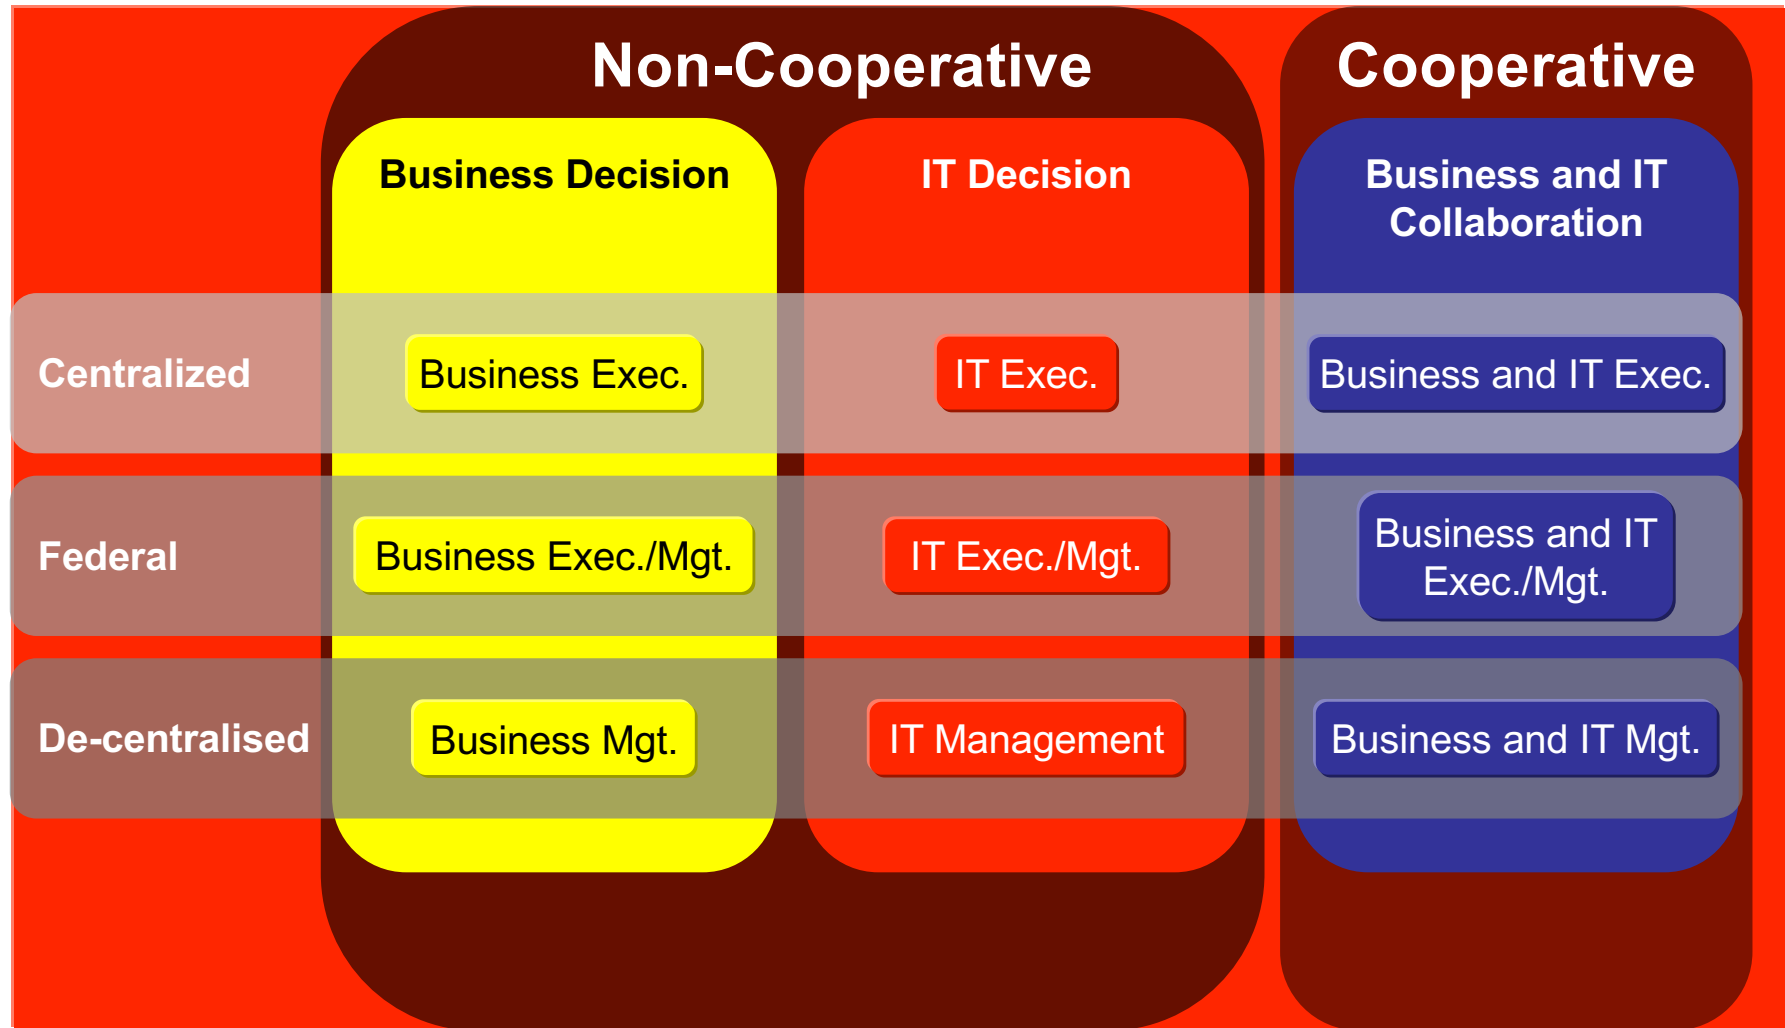 Non-Cooperative
Cooperative
Business Decision
IT Decision
Business and IT
Collaboration
Centralized
Business Exec.
IT Exec.
Business and IT Exec.
Federal
Business Exec./Mgt.
IT Exec./Mgt.
Business and IT
Exec./Mgt.
De-centralised
Business Mgt.
IT Management
Business and IT Mgt.